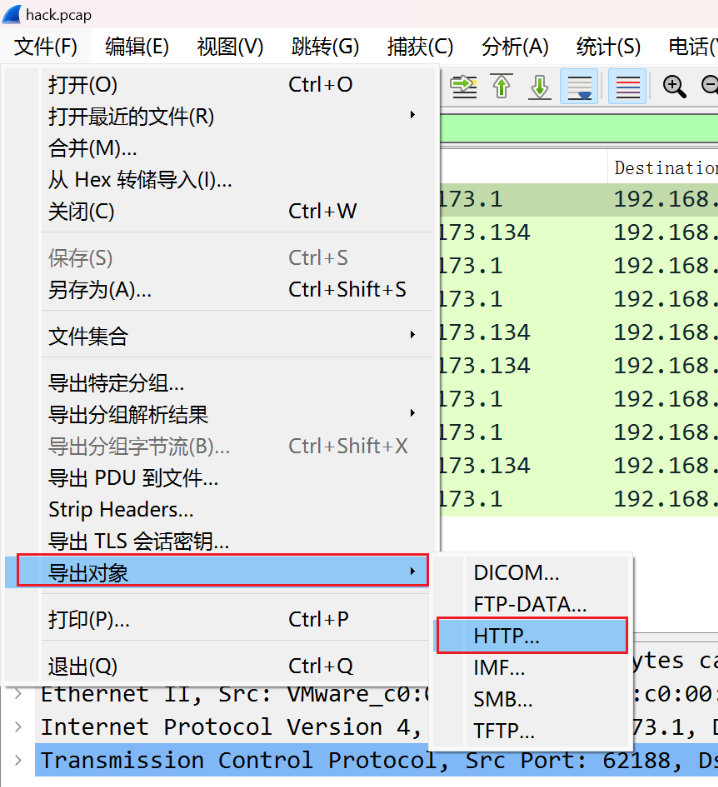 hack.pcap
文件(F) 编辑(E) 视图(V) 跳转(G) 捕获(C) 分析(A) 统计(S) 电话(
打开(O) Ctrl+O
打开最近的文件(R)
合并(M)...
从 Hex 转储导入(I)...
关闭(C) Ctrl+W
保存(S) Ctrl+S
另存为(A)... Ctrl+Shift+S
文件集合
导出特定分组...
导出分组解析结果
导出分组字节流(B)... Ctrl+Shift+X
导出 PDU 到文件...
Strip Headers...
导出 TLS 会话密钥...
导出对象
打印(P)... Ctrl+P
退出(Q) Ctrl+Q
DICOM...
FTP-DATA...
HTTP...
IMF...
SMB...
TFTP...
Destination
173.1 192.168.
173.134 192.168.
173.1 192.168.
173.1 192.168.
173.134 192.168.
173.134 192.168.
173.1 192.168.
173.1 192.168.
173.134 192.168.
173.1 192.168.
ytes ca
Ethernet II, Src: VMware_c0:0 :c0:00:
Internet Protocol Version 4, 73.1, D
Transmission Control Protocol, Src Port: 62188, Ds